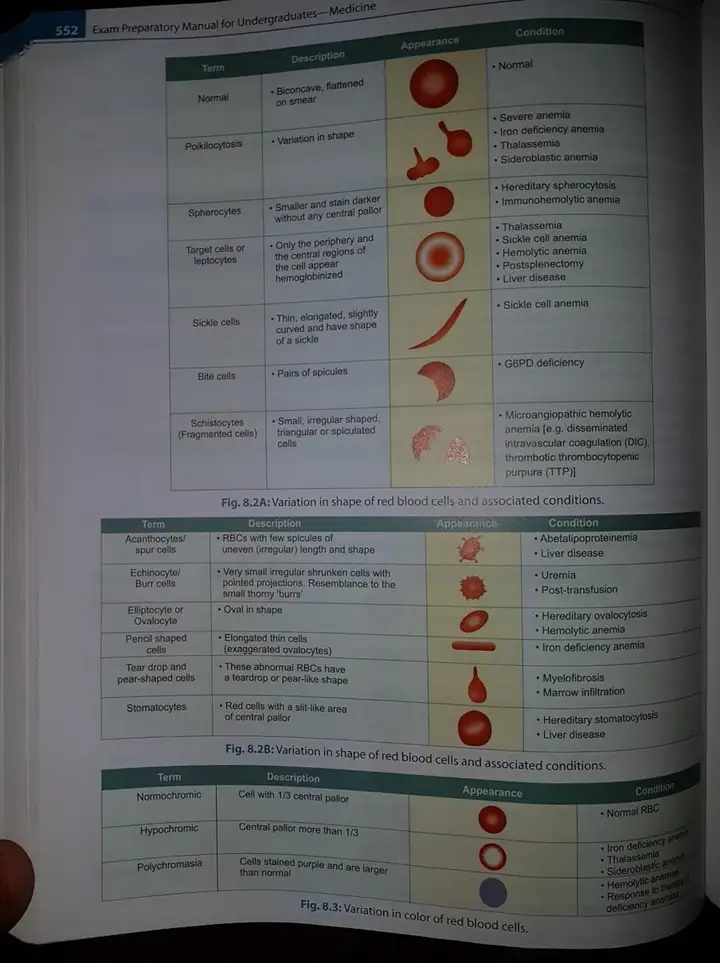 552 Exam Preparatory Manual for Undergraduates—Medicine
Term Description Appearance Condition
Normal
• Biconcave, flattened
on smear
• Normal
Poikilocytosis
• Variation in shape
• Severe anemia
• Iron deficiency anemia
• Thalassemia
• Sideroblastic anemia
Spherocytes
• Smaller and stain darker
without any central pallor
• Hereditary spherocytosis
• Immunohemolytic anemia
Target cells or
leptocytes
• Only the periphery and
the central regions of
the cell appear
hemoglobinized
• Thalassemia
• Sickle cell anemia
• Hemolytic anemia
• Postsplenectomy
• Liver disease
Sickle cells
• Thin, elongated, slightly
curved and have shape
of a sickle
• Sickle cell anemia
Bite cells
• Pairs of spicules
• G6PD deficiency
Schistocytes
(Fragmented cells)
• Small, irregular shaped,
triangular or spiculated
cells
• Microangiopathic hemolytic
anemia [e.g. disseminated
intravascular coagulation (DIC),
thrombotic thrombocytopenic
purpura (TTP)]
Fig. 8.2A: Variation in shape of red blood cells and associated conditions.
Term Description Appearance Condition
Acanthocytes/
spur cells
• RBCs with few spicules of
uneven (irregular) length and shape
• Abetalipoproteinemia
• Liver disease
Echinocyte/
Burr cells
• Very small irregular shrunken cells with
pointed projections. Resemblance to the
small thorny 'burrs'
• Uremia
• Post-transfusion
Elliptocyte or
Ovalocyte
• Oval in shape
• Hereditary ovalocytosis
• Hemolytic anemia
Pencil shaped
cells
• Elongated thin cells
(exaggerated ovalocytes)
• Iron deficiency anemia
Tear drop and
pear-shaped cells
• These abnormal RBCs have
a teardrop or pear-like shape
• Myelofibrosis
• Marrow infiltration
Stomatocytes
• Red cells with a slit-like area
of central pallor
• Hereditary stomatocytosis
• Liver disease
Fig. 8.2B: Variation in shape of red blood cells and associated conditions.
Term Description Appearance Condition
Normochromic
Cell with 1/3 central pallor
• Normal RBC
Hypochromic
Central pallor more than 1/3
• Iron deficiency anemia
• Thalassemia
• Sideroblastic anemia
Polychromasia
Cells stained purple and are larger
than normal
• Hemolytic anemias
• Response to
deficiency anemias
Fig. 8.3: Variation in color of red blood cells.